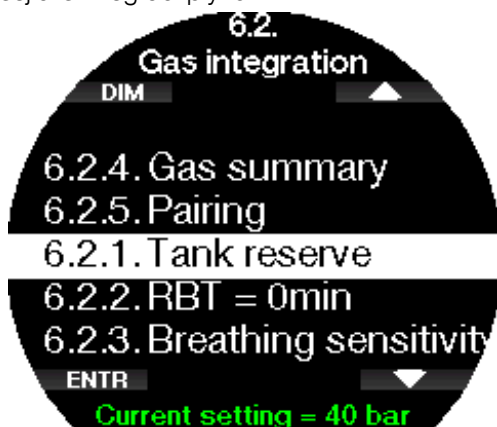 6.2.
Gas integration
DIM
6.2.4. Gas summary
6.2.5. Pairing
6.2.1. Tank reserve
6.2.2. RBT = 0min
6.2.3. Breathing sensitivity
ENTR
Current setting = 40 bar